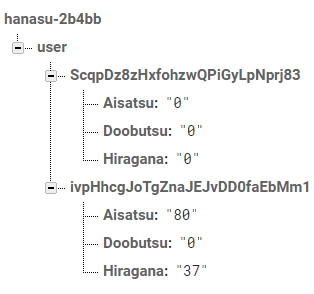 hanasu-2b4bb
user
ScqpDz8zHxfohzwQPiGyLpNprj83
Aisatsu: "0"
Doobutsu: "0"
Hiragana: "0"
ivpHhcgJoTgZnaJEJvDD0faEbMm1
Aisatsu: "80"
Doobutsu: "0"
Hiragana: "37"